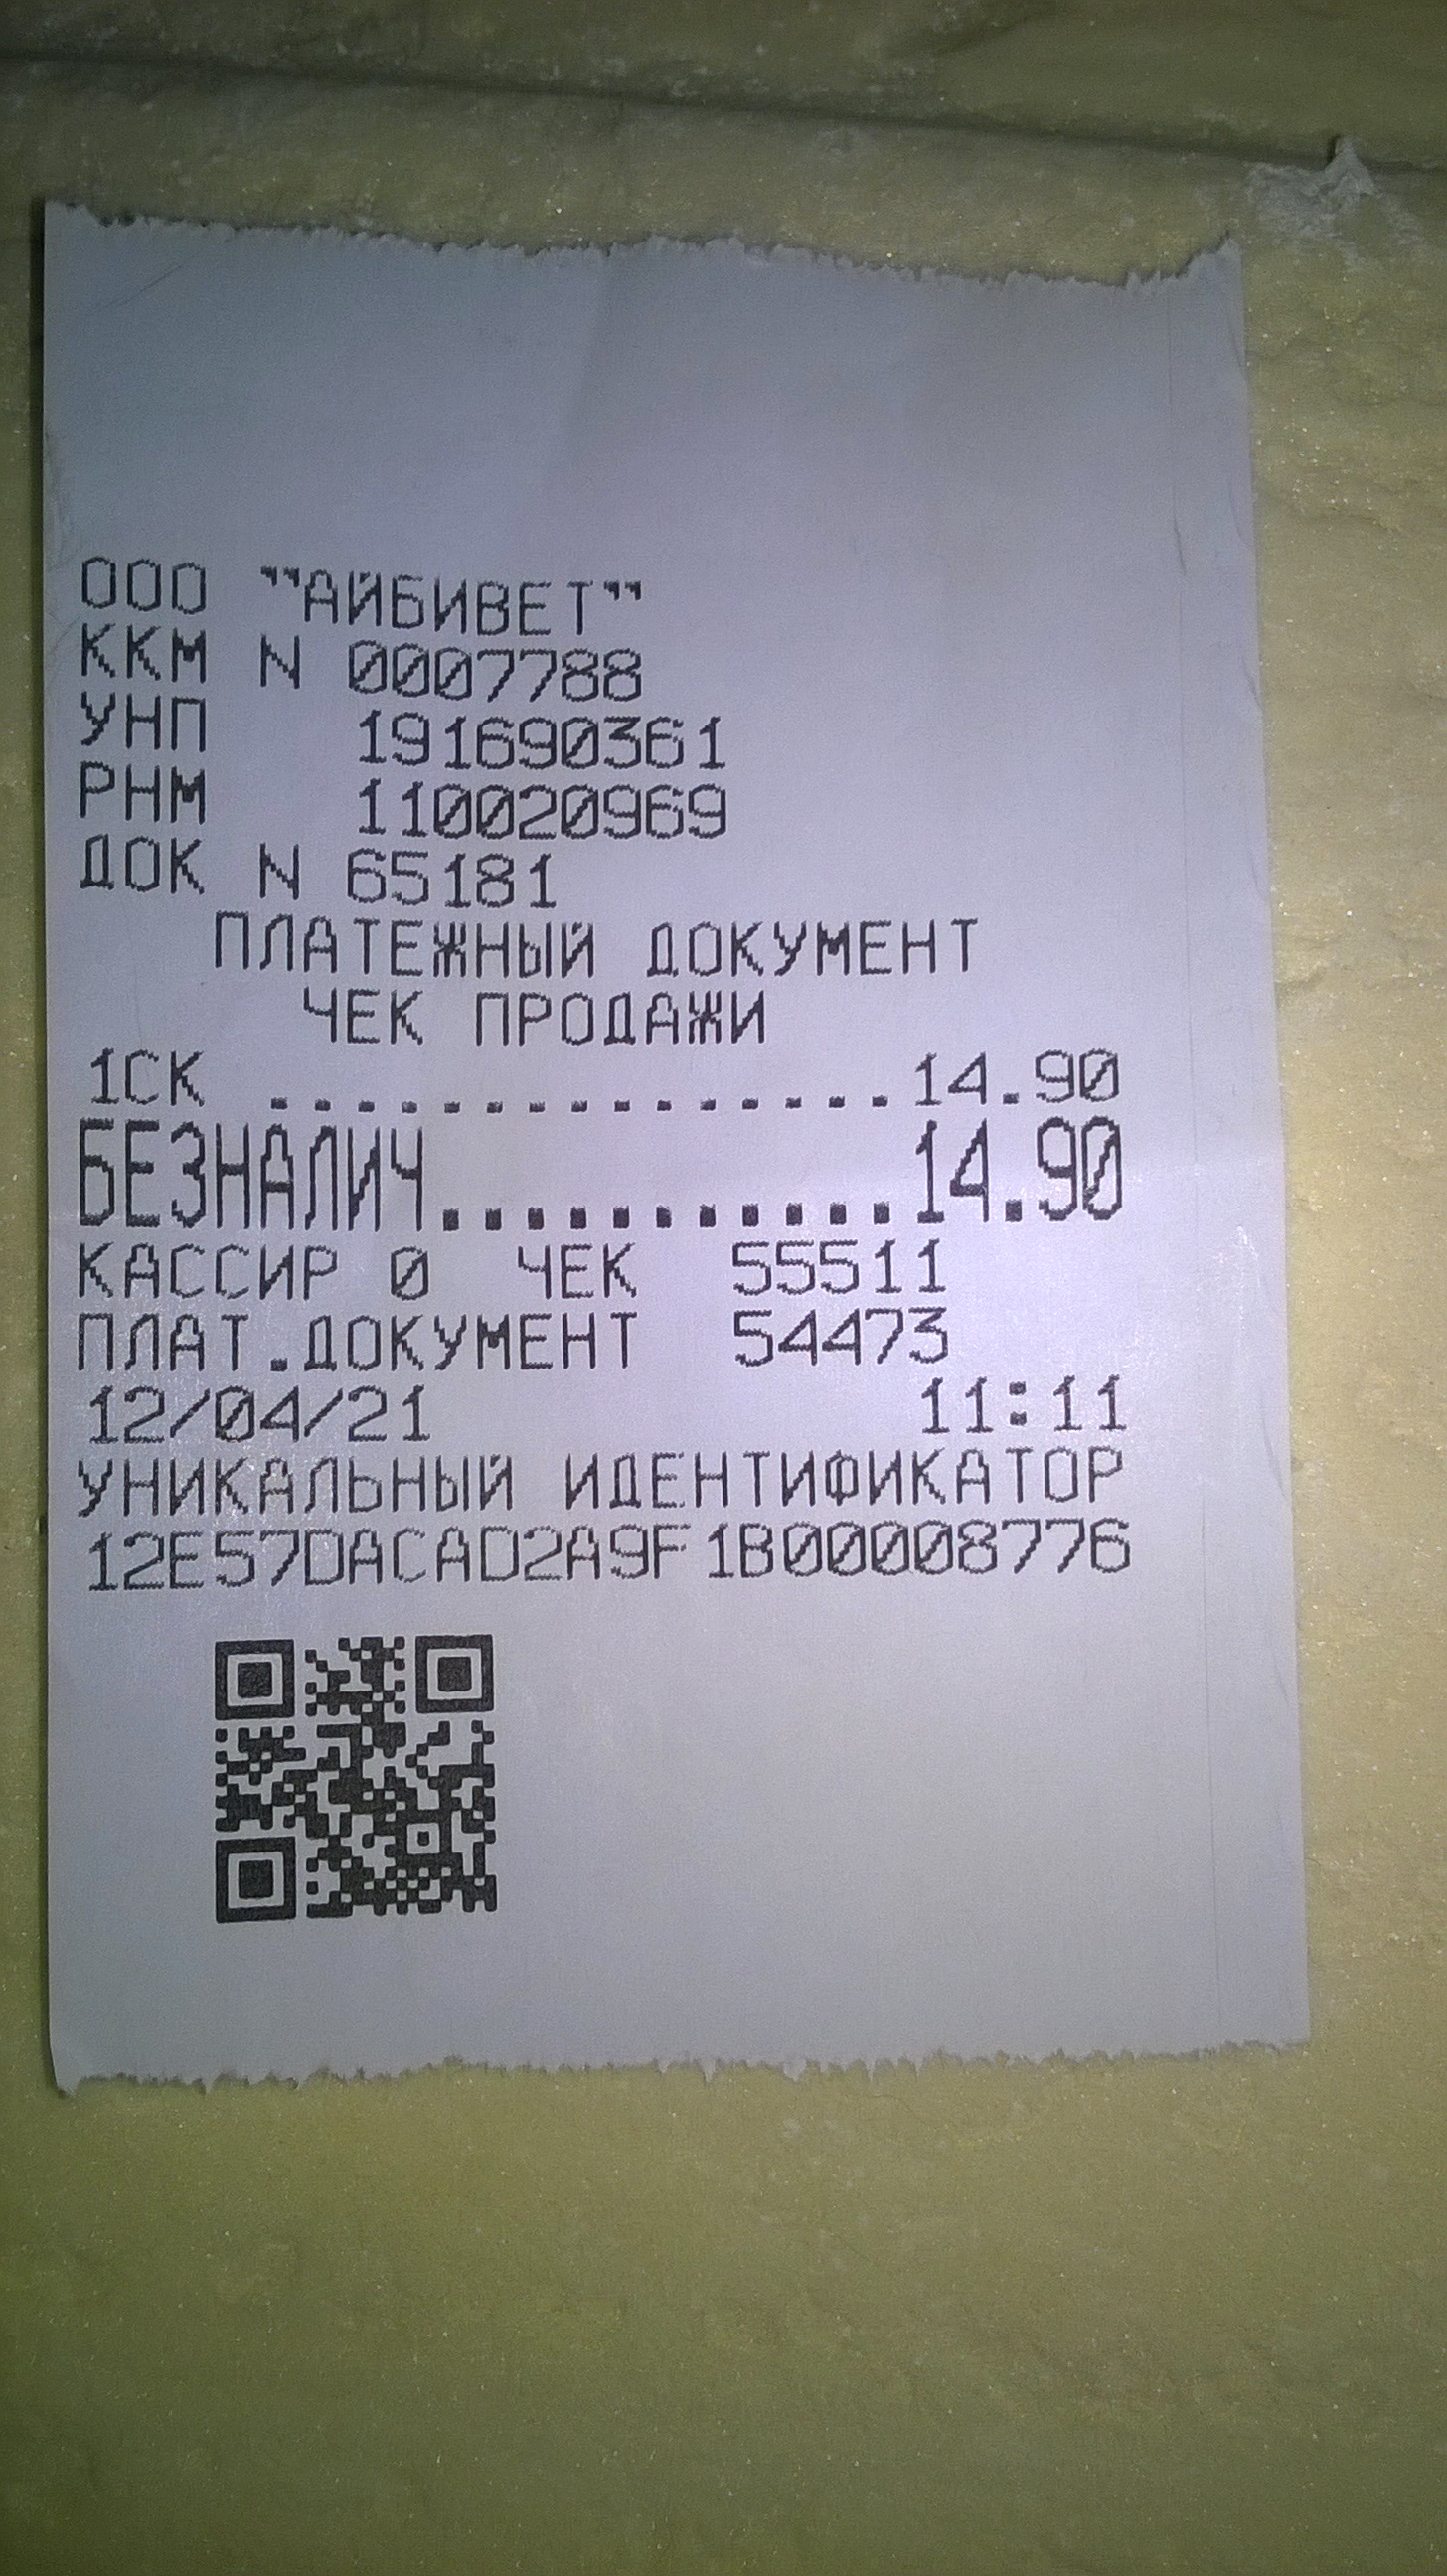 ООО "АЙБИВЕТ"
ККМ N 0007788
УНП 191690361
РНМ 110020969
ДОК N 65181
ПЛАТЕЖНЫЙ ДОКУМЕНТ
ЧЕК ПРОДАЖИ
1СК ...............14.90
БЕЗНАЛИЧ...........14.90
КАССИР 0 ЧЕК 55511
ПЛАТ.ДОКУМЕНТ 54473
12/04/21 11:11
УНИКАЛЬНЫЙ ИДЕНТИФИКАТОР
12E57DACAD2A9F1B00008776